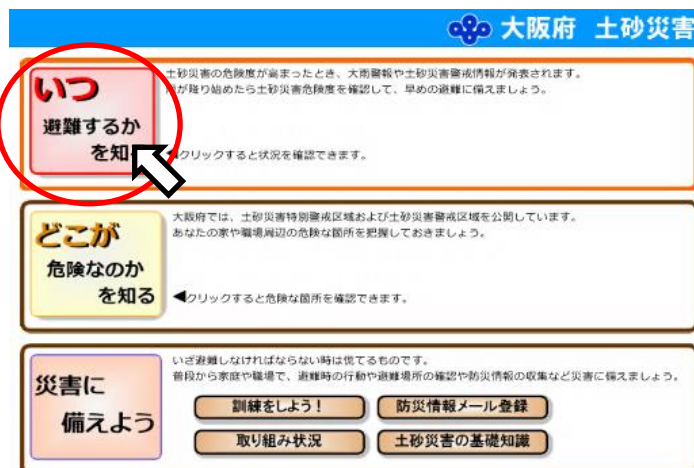 大阪府 土砂災害
いつ
避難するか
を知
土砂災害の危険度が高まったとき、大雨警報や土砂災害警戒情報が発表されます。
が降り始めたら土砂災害危険度を確認して、早めの避難に備えましょう。
クリックすると状況を確認できます。
どこが
危険なのか
を知る
大阪府では、土砂災害特別警戒区域および土砂災害警戒区域を公開しています。
あなたの家や職場周辺の危険な箇所を把握しておきましょう。
◀クリックすると危険な箇所を確認できます。
災害に
備えよう
いざ避難しなければならない時は慌てるものです。
普段から家庭や職場で、避難時の行動や避難場所の確認や防災情報の収集など災害に備えましょう。
訓練をしよう！ 防災情報メール登録
取り組み状況 土砂災害の基礎知識